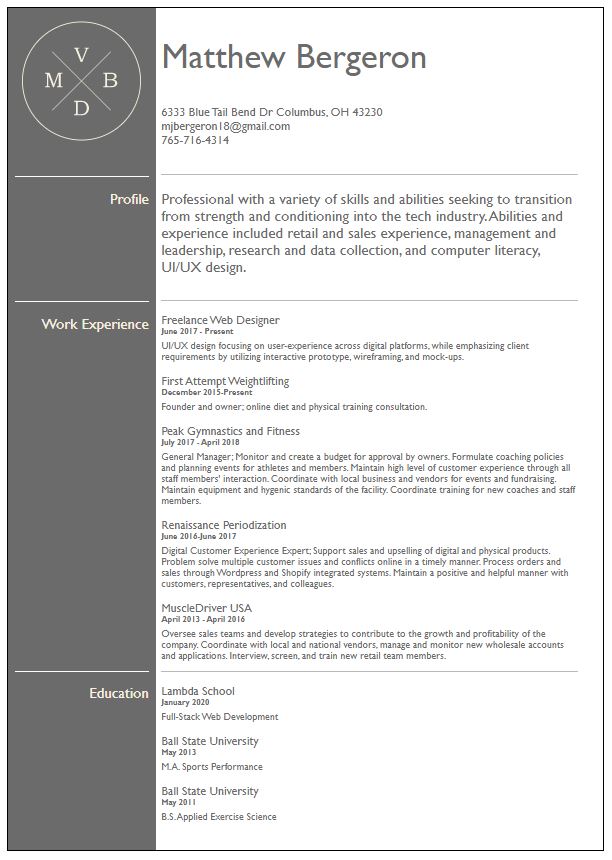 V
M B
D
Matthew Bergeron
6333 Blue Tail Bend Dr Columbus, OH 43230
mjbergeron18@gmail.com
765-716-4314
Profile
Professional with a variety of skills and abilities seeking to transition
from strength and conditioning into the tech industry. Abilities and
experience included retail and sales experience, management and
leadership, research and data collection, and computer literacy,
UI/UX design.
Work Experience
Freelance Web Designer
June 2017 - Present
UI/UX design focusing on user-experience across digital platforms, while emphasizing client
requirements by utilizing interactive prototype, wireframing, and mock-ups.
First Attempt Weightlifting
December 2015-Present
Founder and owner; online diet and physical training consultation.
Peak Gymnastics and Fitness
July 2017 - April 2018
General Manager; Monitor and create a budget for approval by owners. Formulate coaching policies
and planning events for athletes and members. Maintain high level of customer experience through all
staff members' interaction. Coordinate with local business and vendors for events and fundraising.
Maintain equipment and hygenic standards of the facility. Coordinate training for new coaches and staff
members.
Renaissance Periodization
June 2016-June 2017
Digital Customer Experience Expert; Support sales and upselling of digital and physical products.
Problem solve multiple customer issues and conflicts online in a timely manner. Process orders and
sales through Wordpress and Shopify integrated systems. Maintain a positive and helpful manner with
customers, representatives, and colleagues.
MuscleDriver USA
April 2013 - April 2016
Oversee sales teams and develop strategies to contribute to the growth and profitability of the
company. Coordinate with local and national vendors, manage and monitor new wholesale accounts
and applications. Interview, screen, and train new retail team members.
Education
Lambda School
January 2020
Full-Stack Web Development
Ball State University
May 2013
M.A. Sports Performance
Ball State University
May 2011
B.S. Applied Exercise Science